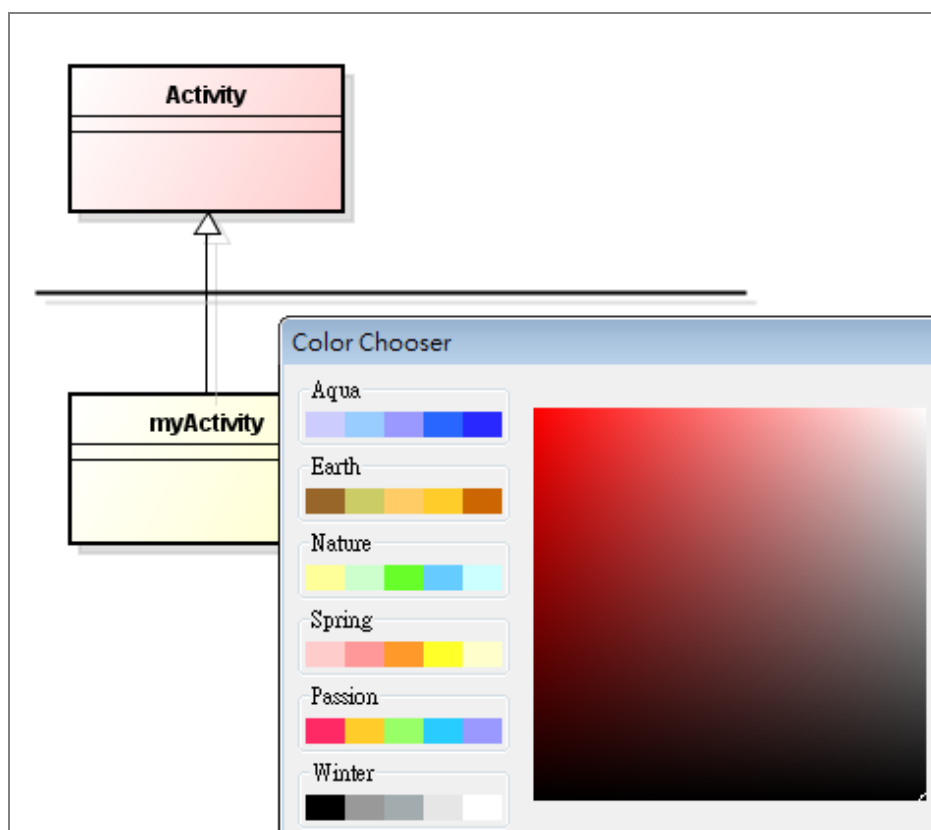 Activity
myActivity
Color Chooser
Aqua
Earth
Nature
Spring
Passion
Winter